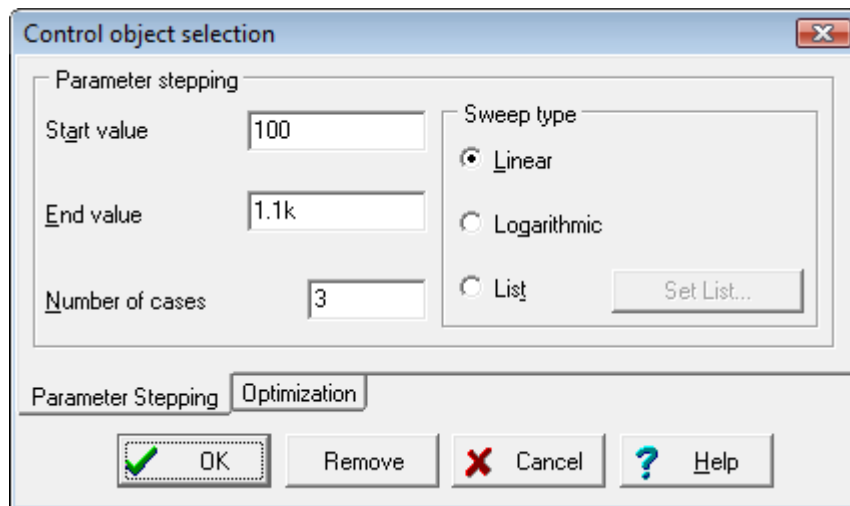 Control object selection
Parameter stepping
Start value
100
End value
1.1k
Number of cases
3
Sweep type
Linear
Logarithmic
List
Set List...
Parameter Stepping
Optimization
OK
Remove
Cancel
? Help